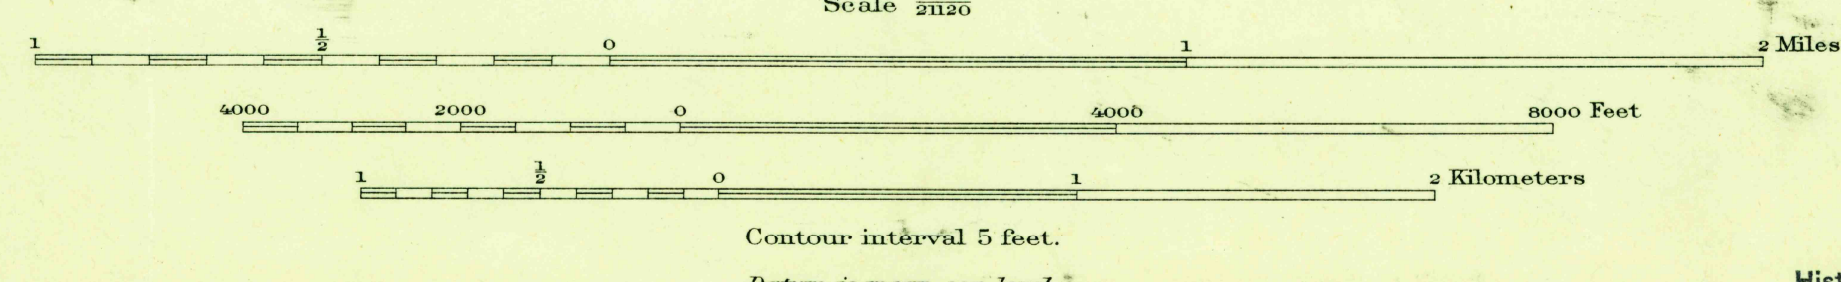 Scale 21120
1 1/2 0 1 2 Miles
4000 2000 0 4000 8000 Feet
1 1/2 0 1 2 Kilometers
Contour interval 5 feet.